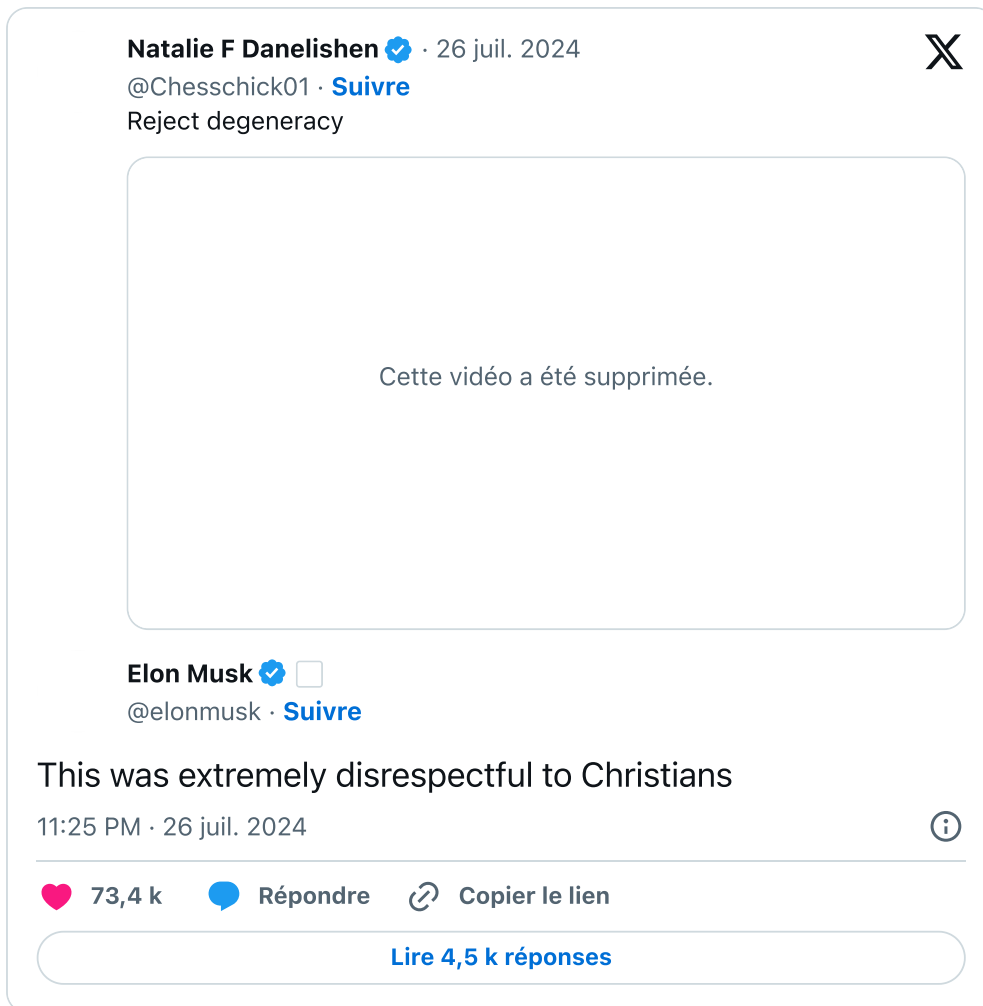 Natalie F Danelishen · 26 juil. 2024
@Chesschick01 · Suivre
Reject degeneracy
Cette vidéo a été supprimée.
Elon Musk
@elonmusk · Suivre
This was extremely disrespectful to Christians
11:25 PM · 26 juil. 2024
73,4 k Répondre Copier le lien
Lire 4,5 k réponses